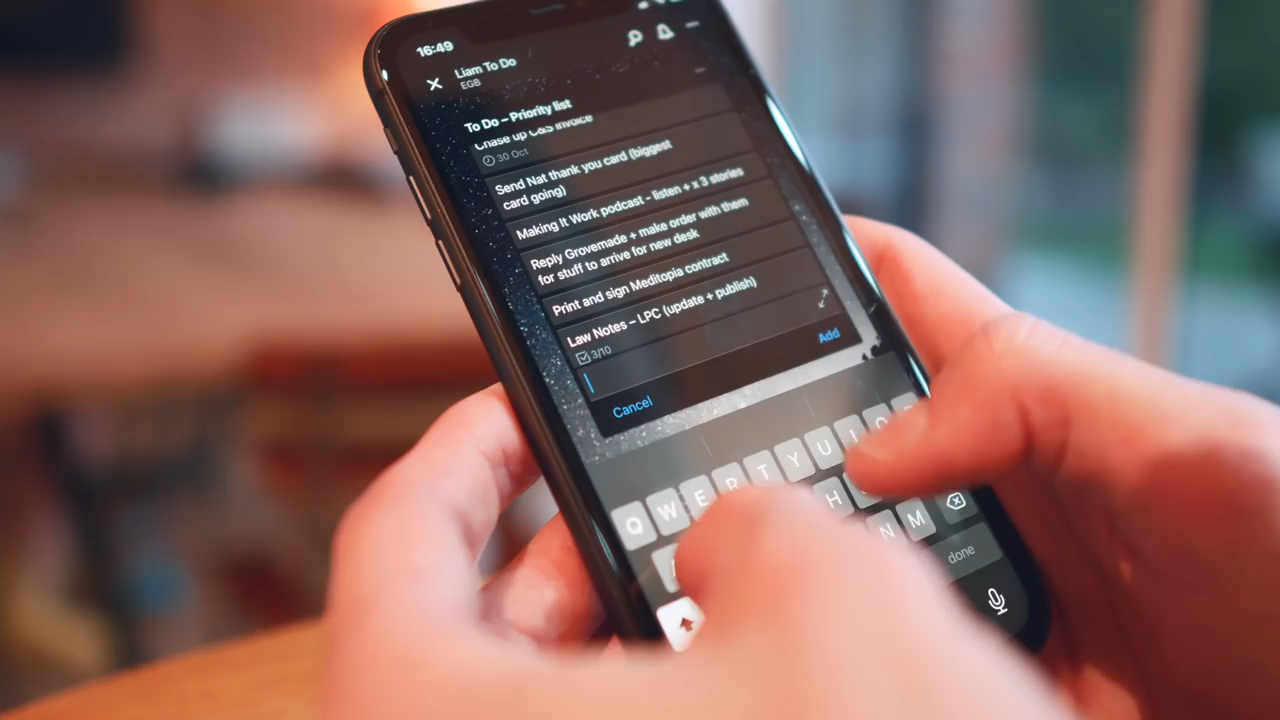 16:49
Liam To Do
EGB
To Do – Priority list
Chase up C&S invoice
30 Oct
Send Nat thank you card (biggest
card going)
Making It Work podcast - listen + x 3 stories
Reply Grovemade + make order with them
for stuff to arrive for new desk
Print and sign Meditopia contract
Law Notes – LPC (update + publish)
3/10
Add
Cancel
Q W E R T Y U I O
H
N M
done